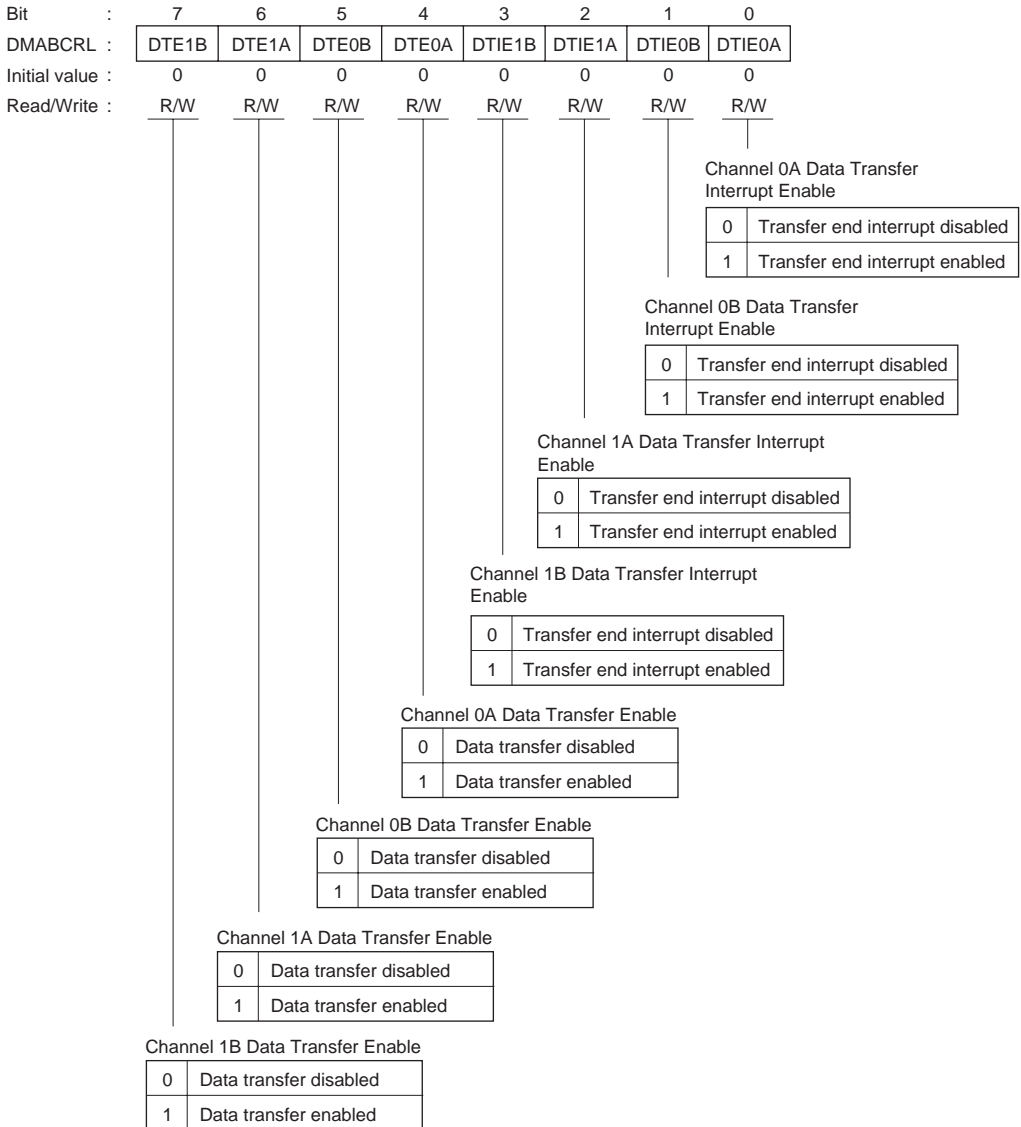 Bit : 7 6 5 4 3 2 1 0
DMABCRL : DTE1B DTE1A DTE0B DTE0A DTIE1B DTIE1A DTIE0B DTIE0A
Initial value : 0 0 0 0 0 0 0 0
Read/Write : R/W R/W R/W R/W R/W R/W R/W R/W
Channel 0A Data Transfer
Interrupt Enable
0 Transfer end interrupt disabled
1 Transfer end interrupt enabled
Channel 0B Data Transfer
Interrupt Enable
0 Transfer end interrupt disabled
1 Transfer end interrupt enabled
Channel 1A Data Transfer Interrupt
Enable
0 Transfer end interrupt disabled
1 Transfer end interrupt enabled
Channel 1B Data Transfer Interrupt
Enable
0 Transfer end interrupt disabled
1 Transfer end interrupt enabled
Channel 0A Data Transfer Enable
0 Data transfer disabled
1 Data transfer enabled
Channel 0B Data Transfer Enable
0 Data transfer disabled
1 Data transfer enabled
Channel 1A Data Transfer Enable
0 Data transfer disabled
1 Data transfer enabled
Channel 1B Data Transfer Enable
0 Data transfer disabled
1 Data transfer enabled